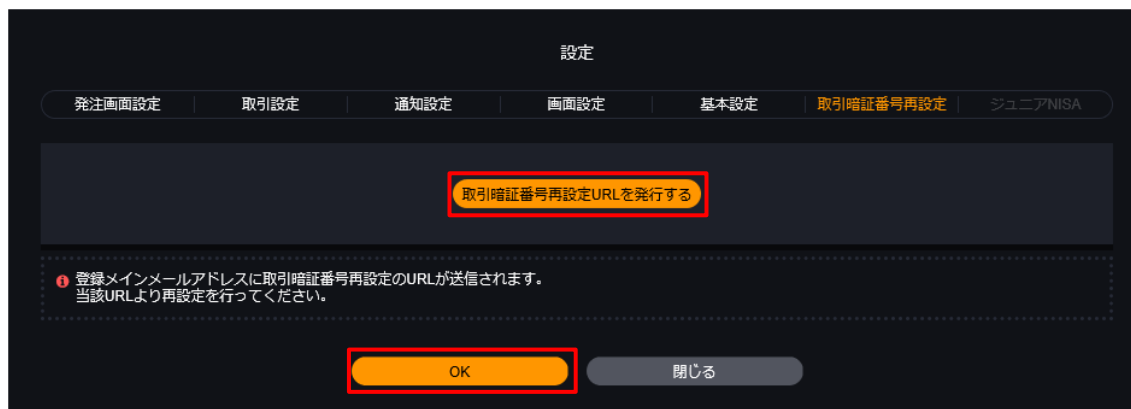 設定
発注画面設定 取引設定 通知設定 画面設定 基本設定 取引暗証番号再設定 ジュニアNISA
取引暗証番号再設定URLを発行する
登録メインメールアドレスに取引暗証番号再設定のURLが送信されます。
当該URLより再設定を行ってください。
OK 閉じる